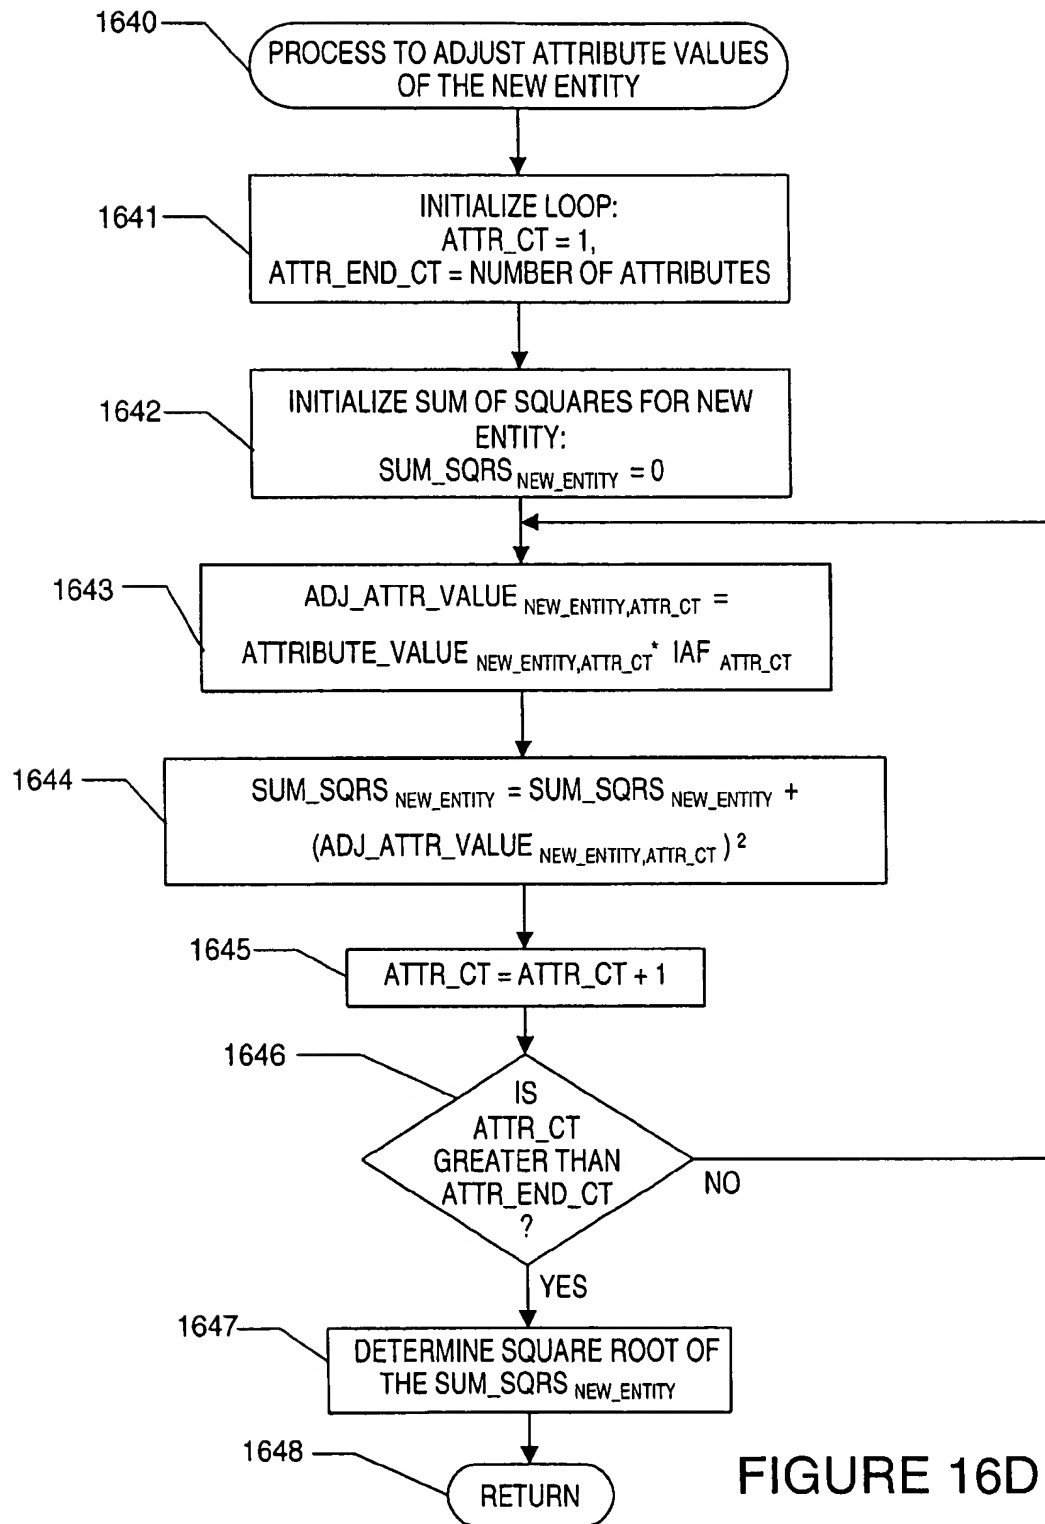 1640
PROCESS TO ADJUST ATTRIBUTE VALUES
OF THE NEW ENTITY
1641
INITIALIZE LOOP:
ATTR_CT = 1,
ATTR_END_CT = NUMBER OF ATTRIBUTES
1642
INITIALIZE SUM OF SQUARES FOR NEW
ENTITY:
SUM_SQRS NEW_ENTITY = 0
1643
ADJ_ATTR_VALUE NEW_ENTITY,ATTR_CT =
ATTRIBUTE_VALUE NEW_ENTITY,ATTR_CT * IAF ATTR_CT
1644
SUM_SQRS NEW_ENTITY = SUM_SQRS NEW_ENTITY +
(ADJ_ATTR_VALUE NEW_ENTITY,ATTR_CT ) 2
1645
ATTR_CT = ATTR_CT + 1
1646
IS
ATTR_CT
GREATER THAN
ATTR_END_CT
?
NO
YES
1647
DETERMINE SQUARE ROOT OF
THE SUM_SQRS NEW_ENTITY
1648
RETURN
FIGURE 16D